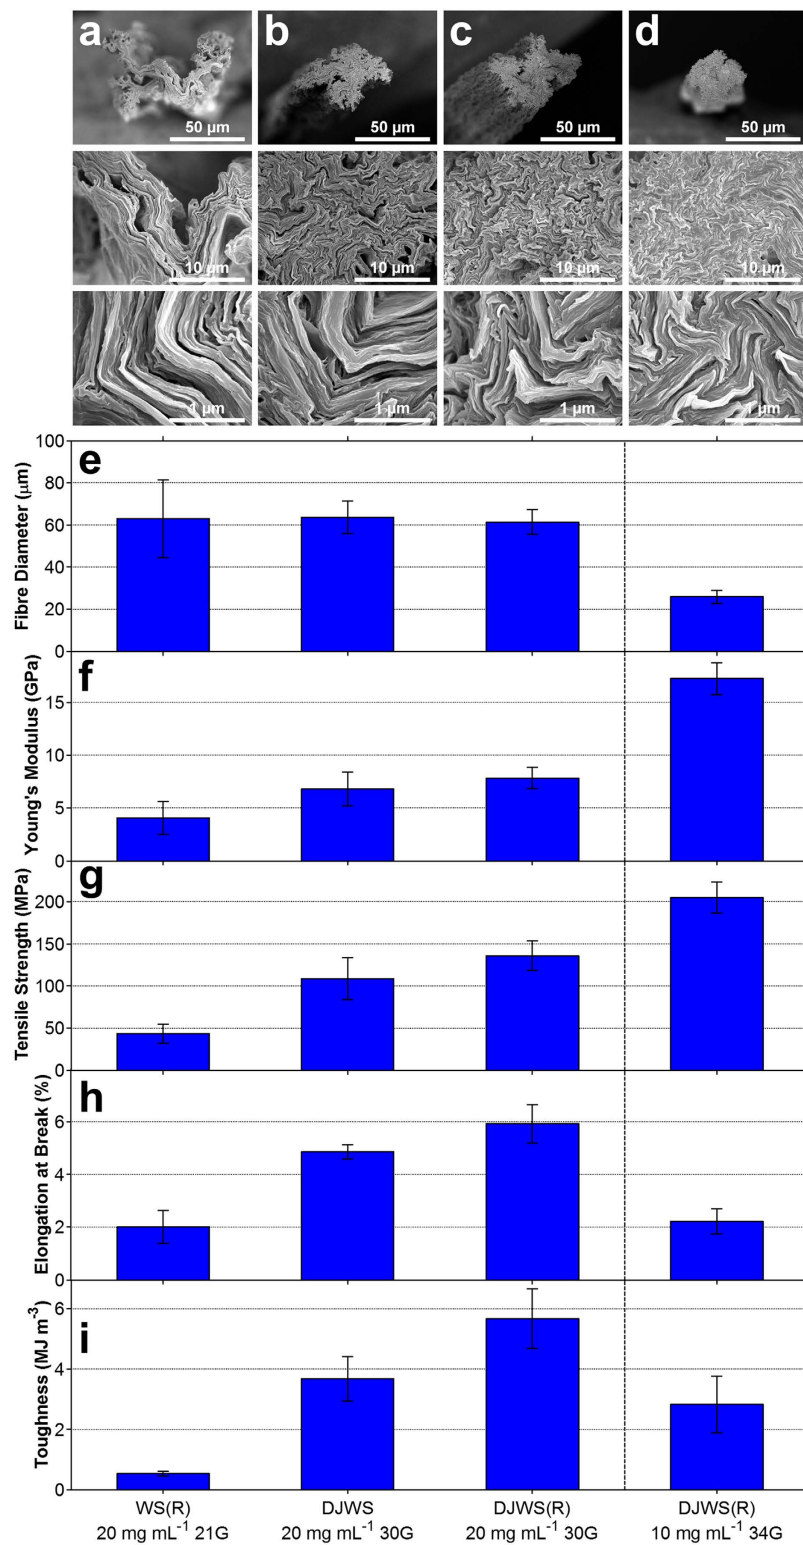 a b c d
50 µm 50 µm 50 µm 50 µm
10 µm 10 µm 10 µm 10 µm
1 µm 1 µm 1 µm 1 µm
e
Fibre Diameter (µm)
100
80
60
40
20
0
f
Young's Modulus (GPa)
15
10
5
0
g
Tensile Strength (MPa)
200
150
100
50
0
h
Elongation at Break (%)
6
4
2
0
i
Toughness (MJ m⁻³)
6
4
2
0
WS(R) DJWS DJWS(R) DJWS(R)
20 mg mL⁻¹ 21G 20 mg mL⁻¹ 30G 20 mg mL⁻¹ 30G 10 mg mL⁻¹ 34G